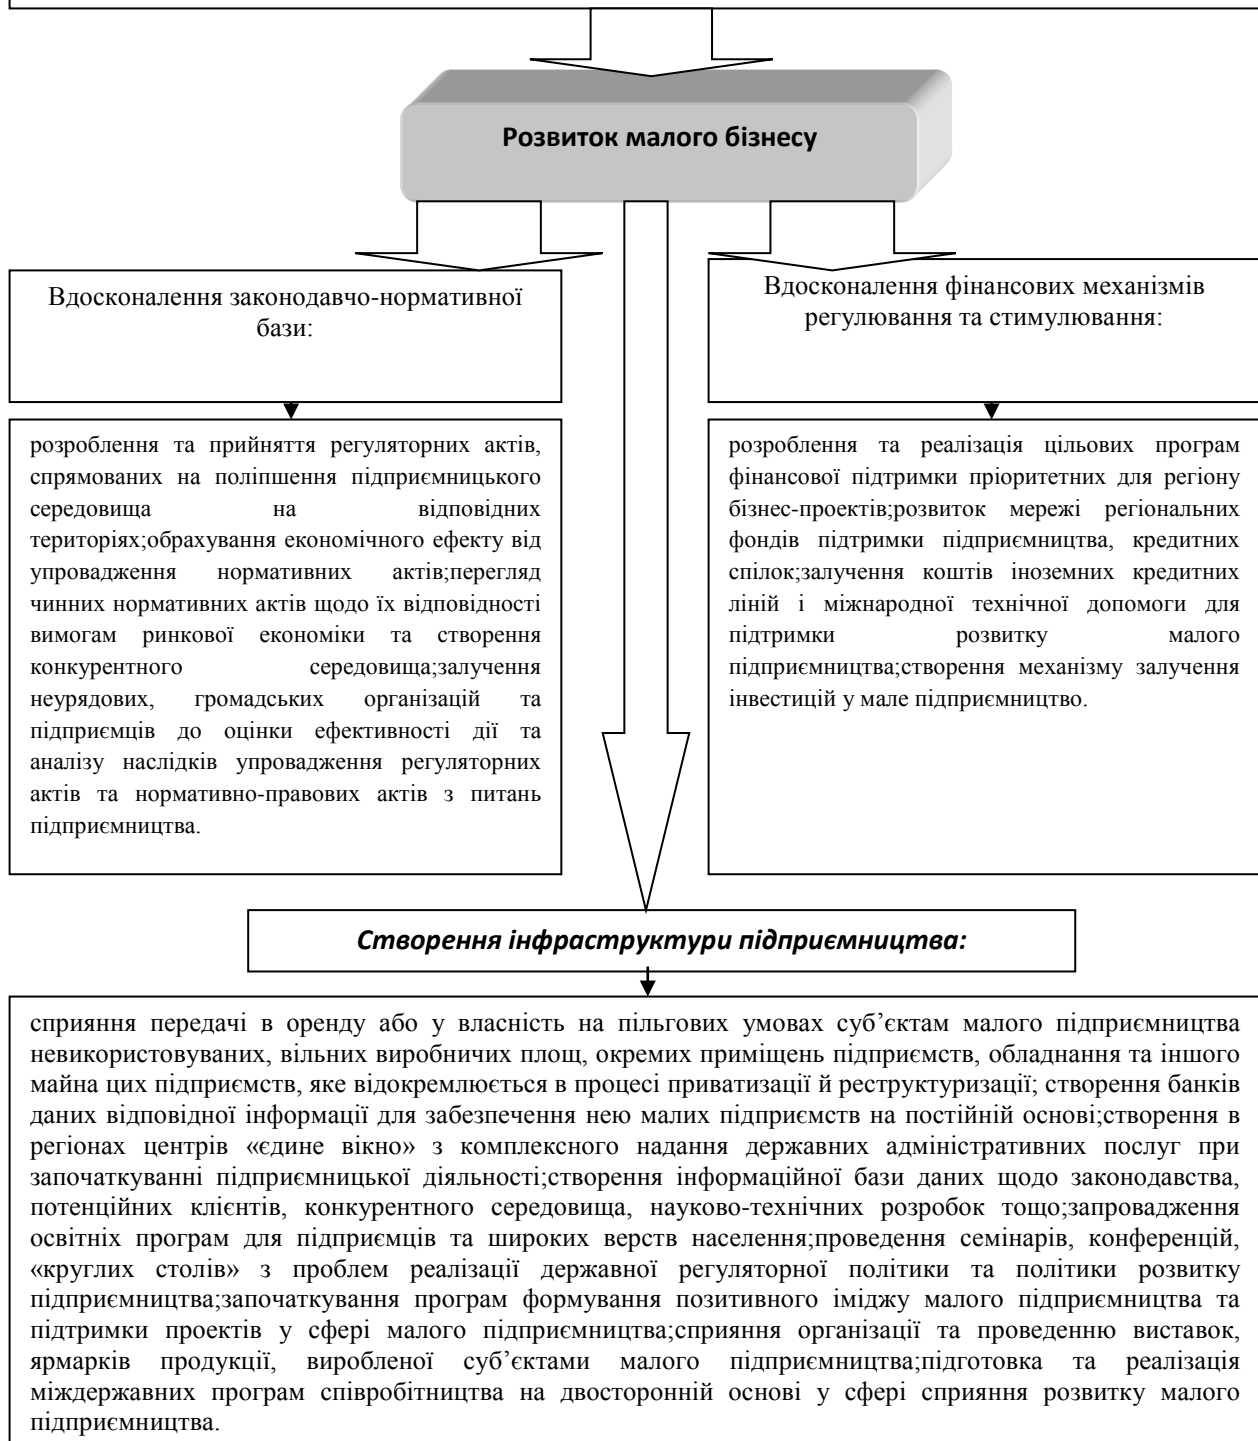 Розвиток малого бізнесу
Вдосконалення законодавчо-нормативної
бази:
Вдосконалення фінансових механізмів
регулювання та стимулювання:
розроблення та прийняття регуляторних актів,
спрямованих на поліпшення підприємницького
середовища на відповідних
територіях;обрахування економічного ефекту від
упровадження нормативних актів;перегляд
чинних нормативних актів щодо їх відповідності
вимогам ринкової економіки та створення
конкурентного середовища;залучення
неурядових, громадських організацій та
підприємців до оцінки ефективності дії та
аналізу наслідків упровадження регуляторних
актів та нормативно-правових актів з питань
підприємництва.
розроблення та реалізація цільових програм
фінансової підтримки пріоритетних для регіону
бізнес-проектів;розвиток мережі регіональних
фондів підтримки підприємництва, кредитних
спілок;залучення коштів іноземних кредитних
ліній і міжнародної технічної допомоги для
підтримки розвитку малого
підприємництва;створення механізму залучення
інвестицій у мале підприємництво.
Створення інфраструктури підприємництва:
сприяння передачі в оренду або у власність на пільгових умовах суб’єктам малого підприємництва
невикористовуваних, вільних виробничих площ, окремих приміщень підприємств, обладнання та іншого
майна цих підприємств, яке відокремлюється в процесі приватизації й реструктуризації; створення банків
даних відповідної інформації для забезпечення нею малих підприємств на постійній основі;створення в
регіонах центрів «єдине вікно» з комплексного надання державних адміністративних послуг при
започаткуванні підприємницької діяльності;створення інформаційної бази даних щодо законодавства,
потенційних клієнтів, конкурентного середовища, науково-технічних розробок тощо;запровадження
освітніх програм для підприємців та широких верств населення;проведення семінарів, конференцій,
«круглих столів» з проблем реалізації державної регуляторної політики та політики розвитку
підприємництва;започаткування програм формування позитивного іміджу малого підприємництва та
підтримки проектів у сфері малого підприємництва;сприяння організації та проведенню виставок,
ярмарків продукції, виробленої суб’єктами малого підприємництва;підготовка та реалізація
міждержавних програм співробітництва на двосторонній основі у сфері сприяння розвитку малого
підприємництва.